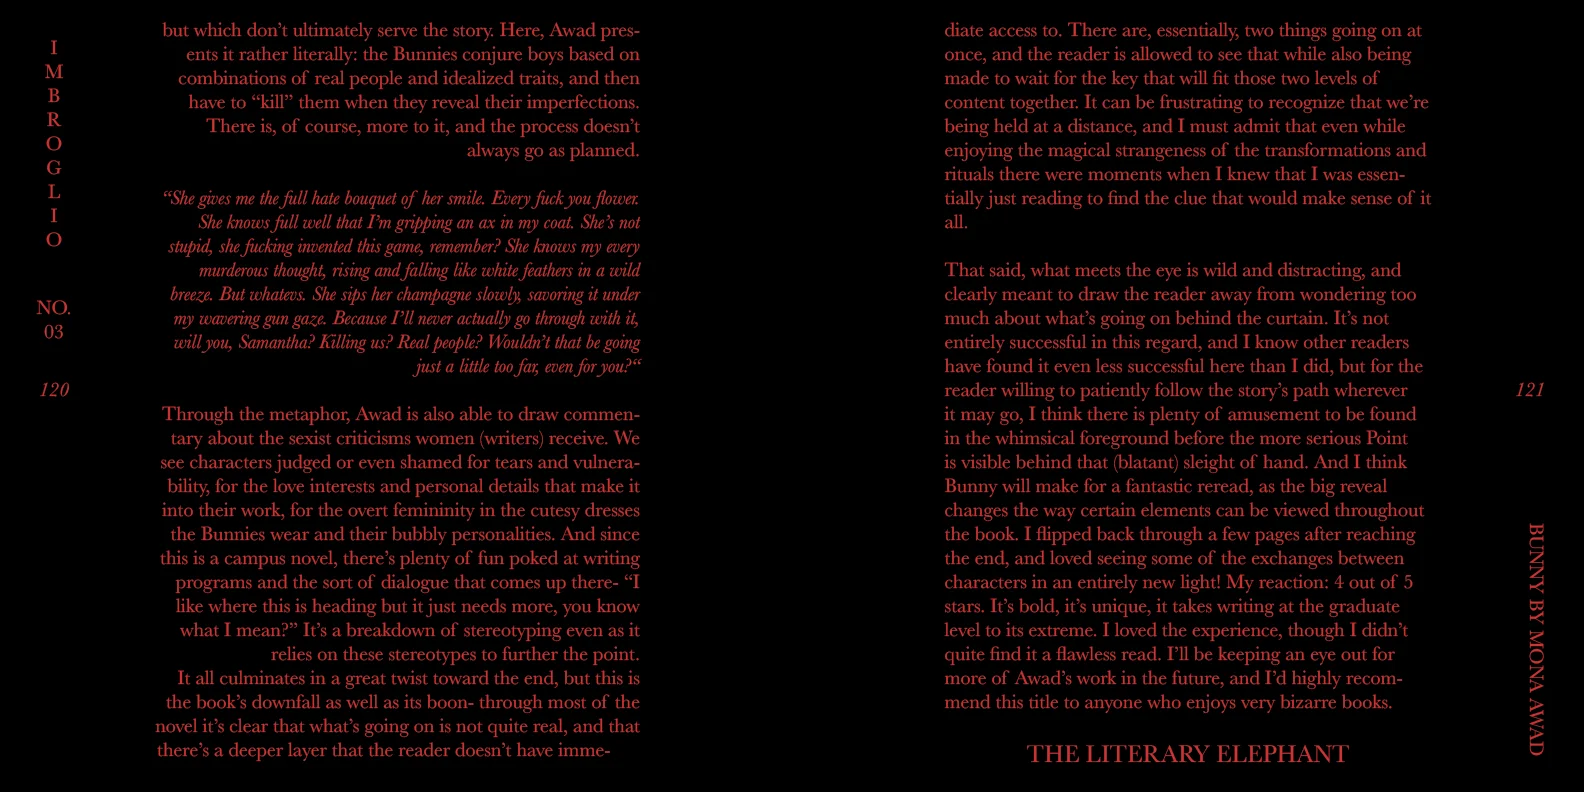 I
M
B
R
O
G
L
I
O
NO.
03
120
but which don’t ultimately serve the story. Here, Awad pres-
ents it rather literally: the Bunnies conjure boys based on
combinations of real people and idealized traits, and then
have to “kill” them when they reveal their imperfections.
There is, of course, more to it, and the process doesn’t
always go as planned.
“She gives me the full hate bouquet of her smile. Every fuck you flower.
She knows full well that I’m gripping an ax in my coat. She’s not
stupid, she fucking invented this game, remember? She knows my every
murderous thought, rising and falling like white feathers in a wild
breeze. But whatevs. She sips her champagne slowly, savoring it under
my wavering gun gaze. Because I’ll never actually go through with it,
will you, Samantha? Killing us? Real people? Wouldn’t that be going
just a little too far, even for you?“
Through the metaphor, Awad is also able to draw commen-
tary about the sexist criticisms women (writers) receive. We
see characters judged or even shamed for tears and vulnera-
bility, for the love interests and personal details that make it
into their work, for the overt femininity in the cutesy dresses
the Bunnies wear and their bubbly personalities. And since
this is a campus novel, there’s plenty of fun poked at writing
programs and the sort of dialogue that comes up there- “I
like where this is heading but it just needs more, you know
what I mean?” It’s a breakdown of stereotyping even as it
relies on these stereotypes to further the point.
It all culminates in a great twist toward the end, but this is
the book’s downfall as well as its boon- through most of the
novel it’s clear that what’s going on is not quite real, and that
there’s a deeper layer that the reader doesn’t have imme-
diate access to. There are, essentially, two things going on at
once, and the reader is allowed to see that while also being
made to wait for the key that will fit those two levels of
content together. It can be frustrating to recognize that we’re
being held at a distance, and I must admit that even while
enjoying the magical strangeness of the transformations and
rituals there were moments when I knew that I was essen-
tially just reading to find the clue that would make sense of it
all.
That said, what meets the eye is wild and distracting, and
clearly meant to draw the reader away from wondering too
much about what’s going on behind the curtain. It’s not
entirely successful in this regard, and I know other readers
have found it even less successful here than I did, but for the
reader willing to patiently follow the story’s path wherever
it may go, I think there is plenty of amusement to be found
in the whimsical foreground before the more serious Point
is visible behind that (blatant) sleight of hand. And I think
Bunny will make for a fantastic reread, as the big reveal
changes the way certain elements can be viewed throughout
the book. I flipped back through a few pages after reaching
the end, and loved seeing some of the exchanges between
characters in an entirely new light! My reaction: 4 out of 5
stars. It’s bold, it’s unique, it takes writing at the graduate
level to its extreme. I loved the experience, though I didn’t
quite find it a flawless read. I’ll be keeping an eye out for
more of Awad’s work in the future, and I’d highly recom-
mend this title to anyone who enjoys very bizarre books.
THE LITERARY ELEPHANT
121
BUNNY BY MONA AWAD